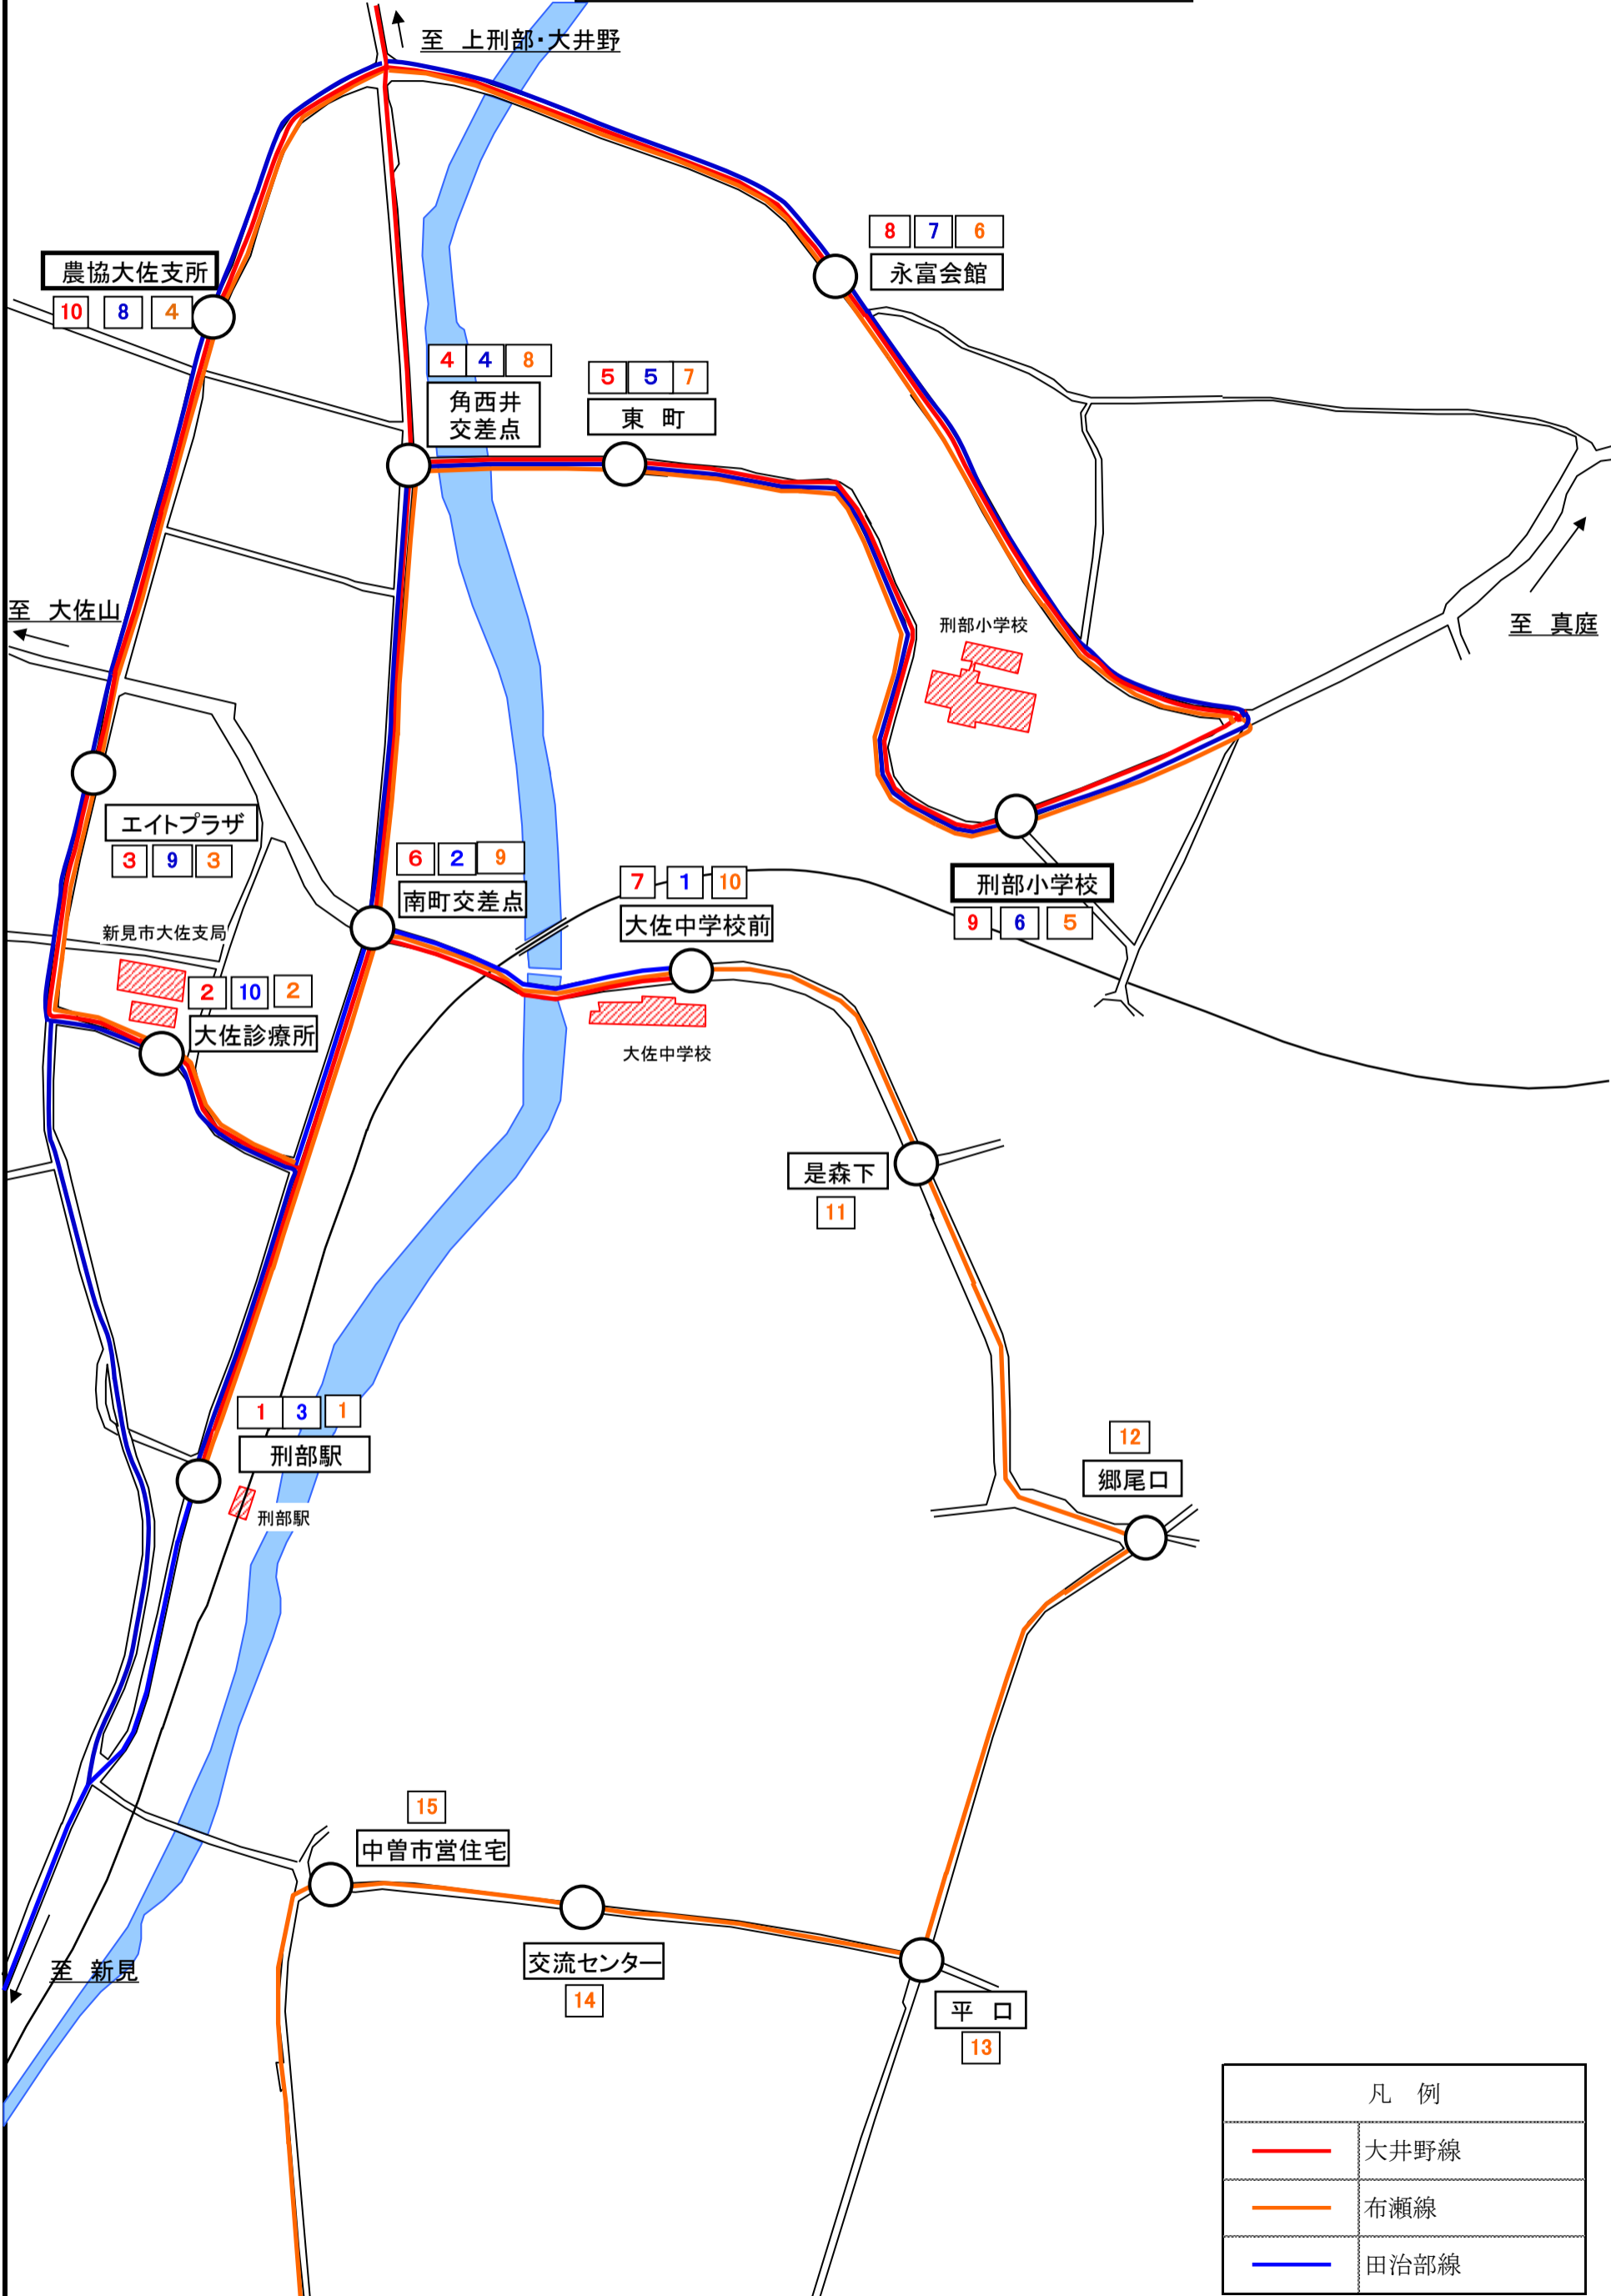 至 上刑部・大井野
8 7 6
永富会館
農協大佐支所
10 8 4
4 4 8
角西井
交差点
5 5 7
東 町
至 大佐山
刑部小学校
至 真庭
エイトプラザ
3 9 3
6 2 9
南町交差点
7 1 10
大佐中学校前
刑部小学校
9 6 5
新見市大佐支局
2 10 2
大佐診療所
大佐中学校
是森下
11
1 3 1
刑部駅
刑部駅
12
郷尾口
15
中曽市営住宅
交流センター
14
至 新見
平 口
13
凡 例
大井野線
布瀬線
田治部線